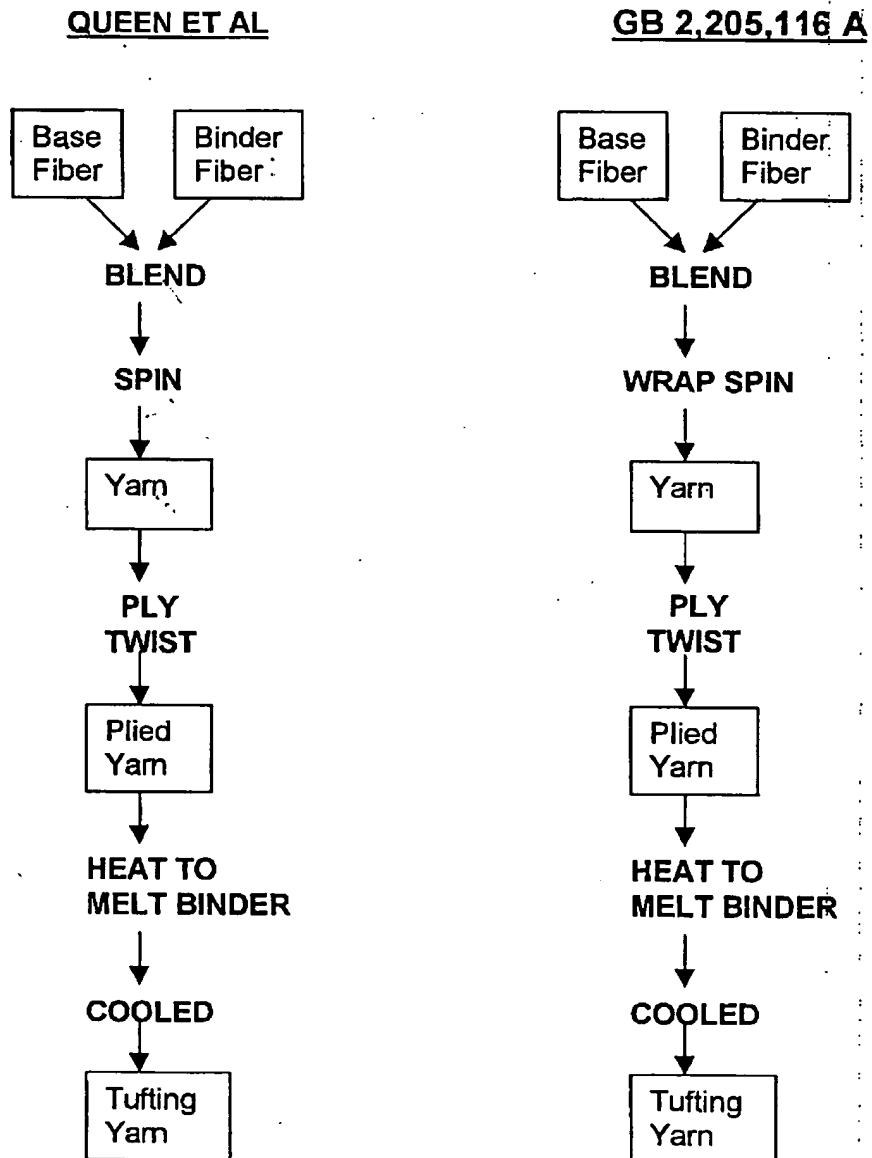 QUEEN ET AL
Base
Fiber
Binder
Fiber
BLEND
SPIN
Yarn
PLY
TWIST
Plied
Yarn
HEAT TO
MELT BINDER
COOLED
Tufting
Yarn
GB 2,205,116 A
Base
Fiber
Binder
Fiber
BLEND
WRAP SPIN
Yarn
PLY
TWIST
Plied
Yarn
HEAT TO
MELT BINDER
COOLED
Tufting
Yarn